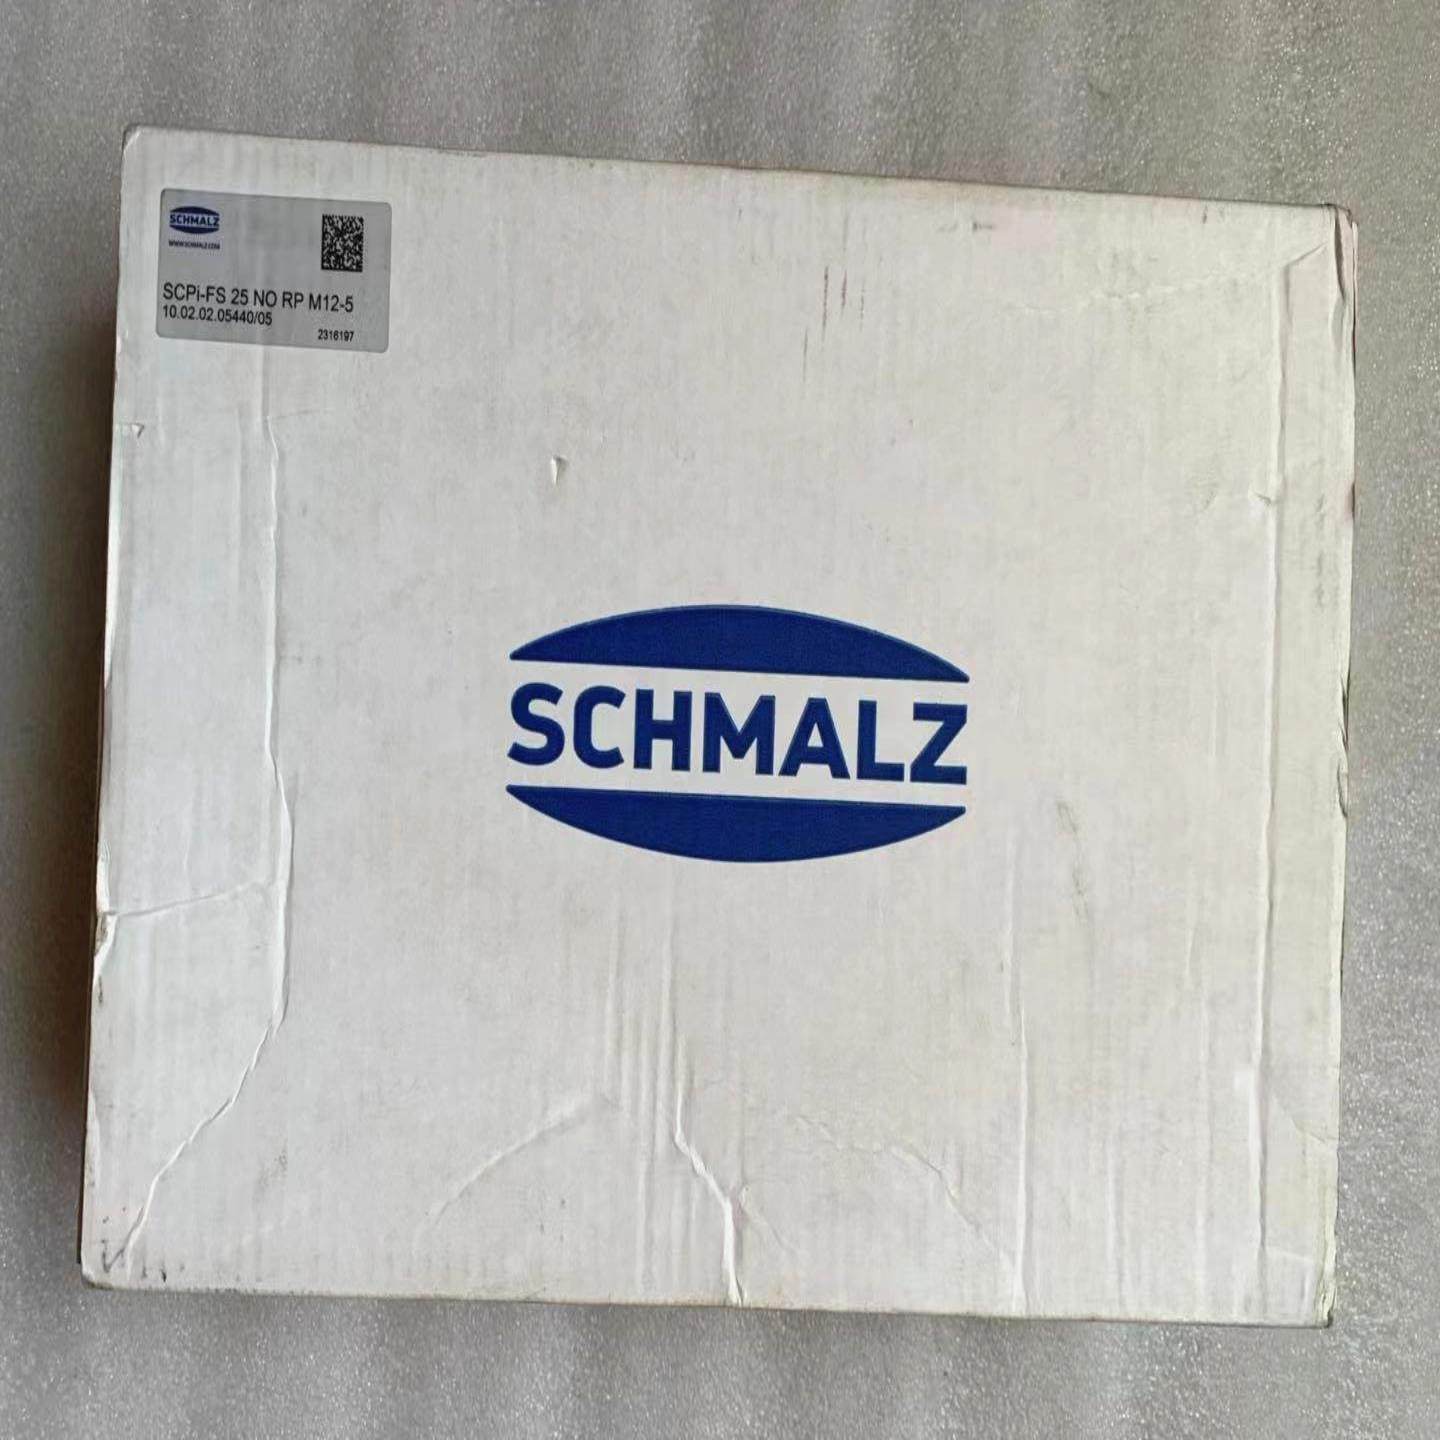 SCHMALZ
WWW.SCHMALZ.COM
SCPi-FS 25 NO RP M12-5
10.02.02.05440/05
2316197
SCHMALZ